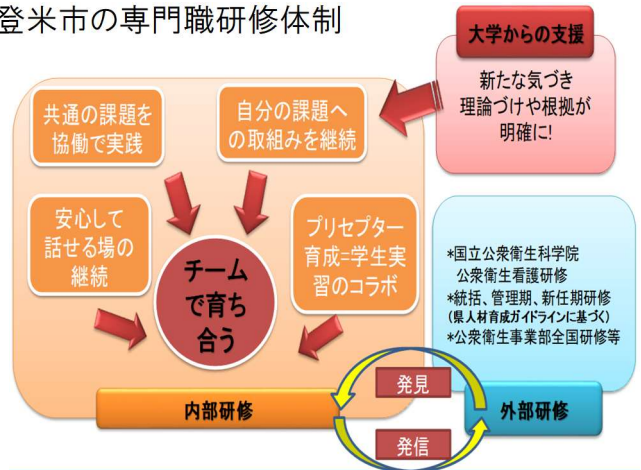 登米市の専門職研修体制
大学からの支援
新たな気づき
理論づけや根拠が
明確に!
共通の課題を
協働で実践
自分の課題へ
の取組みを継続
安心して
話せる場の
継続
プリセプター
育成=学生実
習のコラボ
チーム
で育ち
合う
*国立公衆衛生科学院
公衆衛生看護研修
*統括、管理期、新任期研修
(県人材育成ガイドラインに基づく)
*公衆衛生事業部全国研修等
発見
内部研修
外部研修
発信